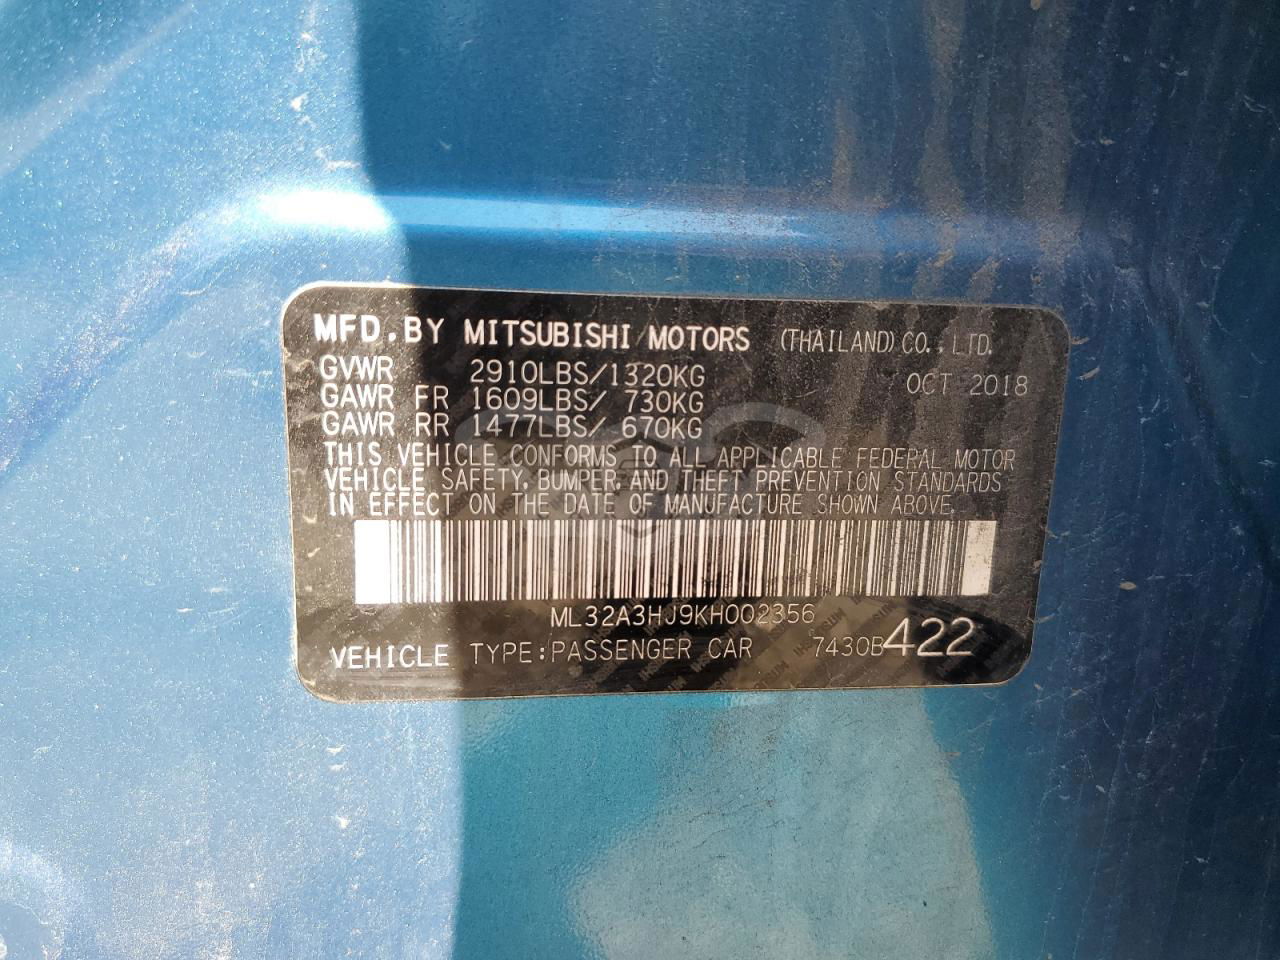 MFD. BY MITSUBISHI MOTORS (THAILAND) CO., LTD.
GVWR 2910LBS/1320KG OCT 2018
GAWR FR 1609LBS/ 730KG
GAWR RR 1477LBS/ 670KG
THIS VEHICLE CONFORMS TO ALL APPLICABLE FEDERAL MOTOR
VEHICLE SAFETY, BUMPER, AND THEFT PREVENTION STANDARDS
IN EFFECT ON THE DATE OF MANUFACTURE SHOWN ABOVE.
ML32A3HJ9KH002356
VEHICLE TYPE:PASSENGER CAR 7430B422